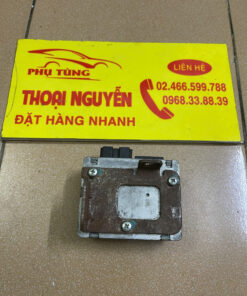 PHỤ TÙNG
THOẠI NGUYỄN
ĐẶT HÀNG NHANH
LIÊN HỆ
02.466.599.788
0968.33.88.39